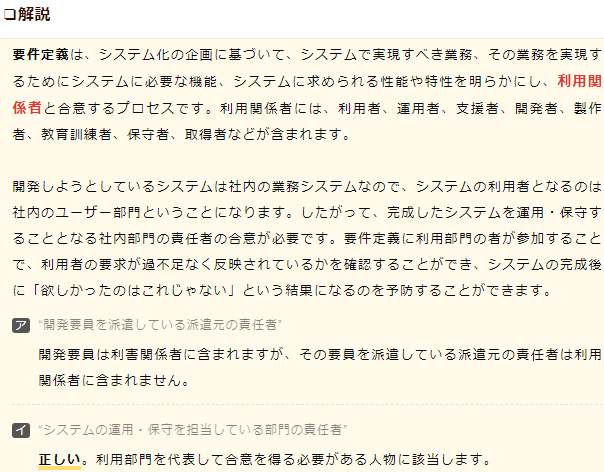 ❏解説
要件定義は、システム化の企画に基づいて、システムで実現すべき業務、その業務を実現す
るためにシステムに必要な機能、システムに求められる性能や特性を明らかにし、利用関
係者と合意するプロセスです。利用関係者には、利用者、運用者、支援者、開発者、製作
者、教育訓練者、保守者、取得者などが含まれます。
開発しようとしているシステムは社内の業務システムなので、システムの利用者となるのは
社内のユーザー部門ということになります。したがって、完成したシステムを運用・保守す
ることとなる社内部門の責任者の合意が必要です。要件定義に利用部門の者が参加すること
で、利用者の要求が過不足なく反映されているかを確認することができ、システムの完成後
に「欲しかったのはこれじゃない」という結果になるのを予防することができます。
ア “開発要員を派遣している派遣元の責任者”
開発要員は利害関係者に含まれますが、その要員を派遣している派遣元の責任者は利用
関係者に含まれません。
イ “システムの運用・保守を担当している部門の責任者”
正しい。利用部門を代表して合意を得る必要がある人物に該当します。